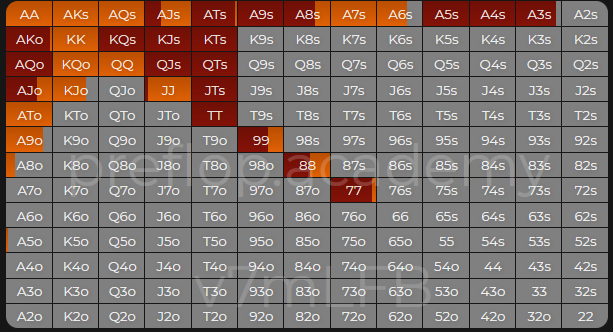 AA AKs AQs AJs ATs A9s A8s A7s A6s A5s A4s A3s A2s
AKo KK KQs KJs KTs K9s K8s K7s K6s K5s K4s K3s K2s
AQo KQo QQ QJs QTs Q9s Q8s Q7s Q6s Q5s Q4s Q3s Q2s
AJo KJo QJo JJ JTs J9s J8s J7s J6s J5s J4s J3s J2s
ATo KTo QTo JTo TT T9s T8s T7s T6s T5s T4s T3s T2s
A9o K9o Q9o J9o T9o 99 98s 97s 96s 95s 94s 93s 92s
A8o K8o Q8o J8o T8o 98o 88 87s 86s 85s 84s 83s 82s
preflop.academy
A7o K7o Q7o J7o T7o 97o 87o 77 76s 75s 74s 73s 72s
A6o K6o Q6o J6o T6o 96o 86o 76o 66 65s 64s 63s 62s
A5o K5o Q5o J5o T5o 95o 85o 75o 65o 55 54s 53s 52s
A4o K4o Q4o J4o T4o 94o 84o 74o 64o 54o 44 43s 42s
v7mLFB
A3o K3o Q3o J3o T3o 93o 83o 73o 63o 53o 43o 33 32s
A2o K2o Q2o J2o T2o 92o 82o 72o 62o 52o 42o 32o 22